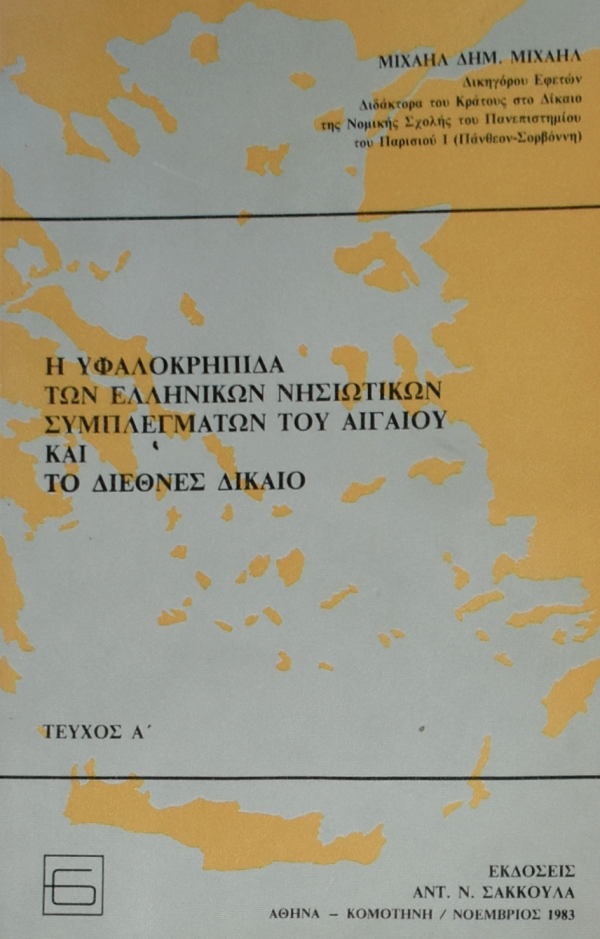 ΜΙΧΑΗΛ ΔΗΜ. ΜΙΧΑΗΛ
Δικηγόρου Εφετών
Διδάκτορα του Κράτους στο Δίκαιο
της Νομικής Σχολής του Πανεπιστημίου
του Παρισιού Ι (Πάνθεον-Σορβόννη)
Η ΥΦΑΛΟΚΡΗΠΙΔΑ
ΤΩΝ ΕΛΛΗΝΙΚΩΝ ΝΗΣΙΩΤΙΚΩΝ
ΣΥΜΠΛΕΓΜΑΤΩΝ ΤΟΥ ΑΙΓΑΙΟΥ
ΚΑΙ
ΤΟ ΔΙΕΘΝΕΣ ΔΙΚΑΙΟ
ΤΕΥΧΟΣ Α΄
ΕΚΔΟΣΕΙΣ
ΑΝΤ. Ν. ΣΑΚΚΟΥΛΑ
ΑΘΗΝΑ – ΚΟΜΟΤΗΝΗ / ΝΟΕΜΒΡΙΟΣ 1983